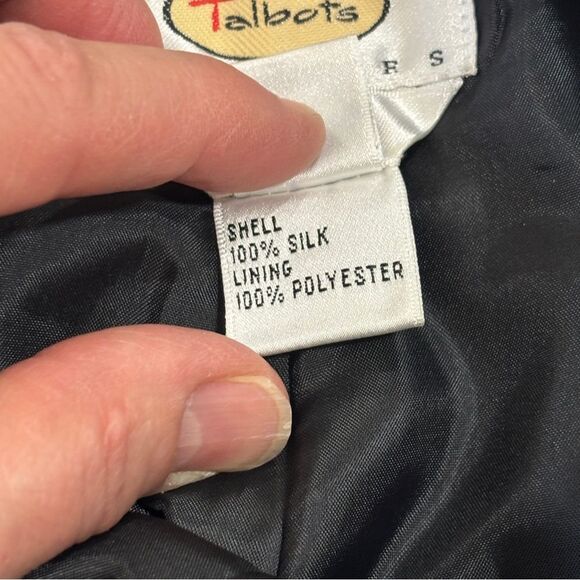 Talbots
R S
SHELL
100% SILK
LINING
100% POLYESTER